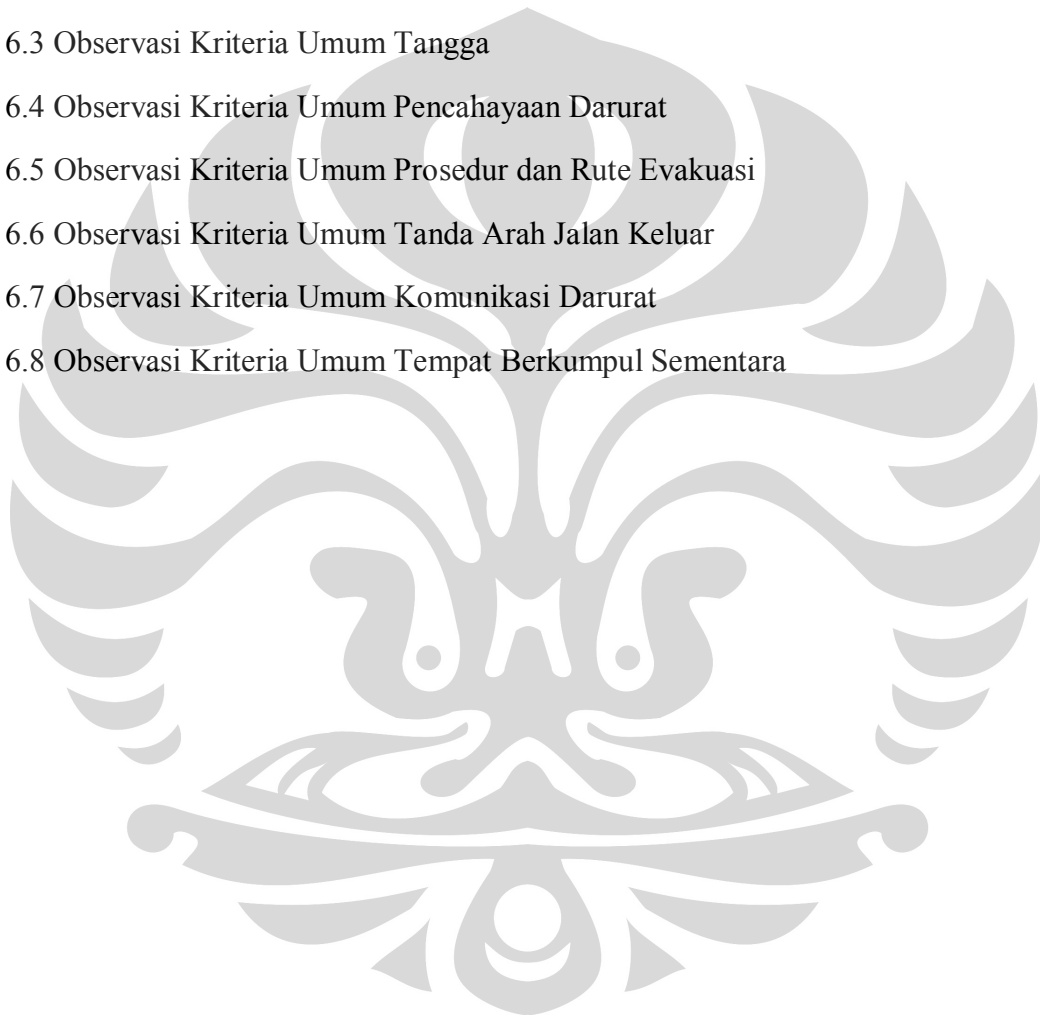 6.3 Observasi Kriteria Umum Tangga
6.4 Observasi Kriteria Umum Pencahayaan Darurat
6.5 Observasi Kriteria Umum Prosedur dan Rute Evakuasi
6.6 Observasi Kriteria Umum Tanda Arah Jalan Keluar
6.7 Observasi Kriteria Umum Komunikasi Darurat
6.8 Observasi Kriteria Umum Tempat Berkumpul Sementara